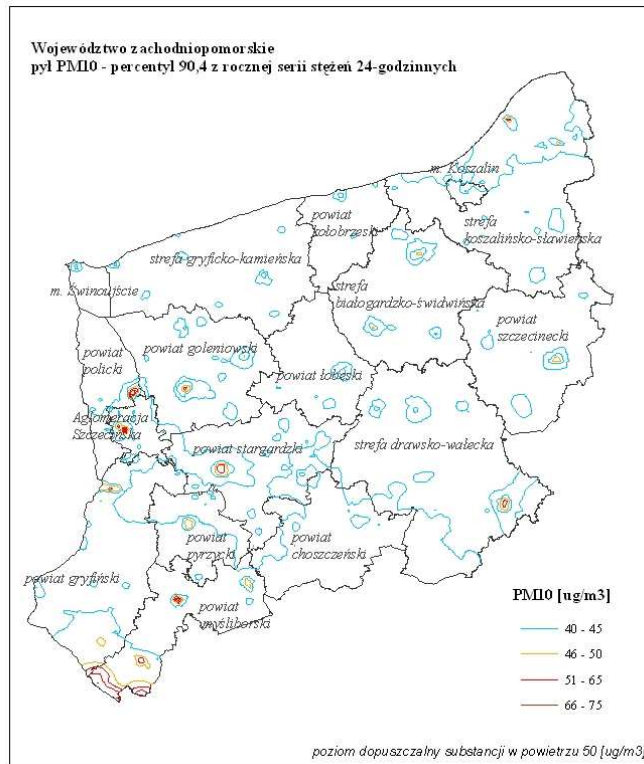 Województwo zachodniopomorskie
pył PM10 - percentyl 90,4 z rocznej serii stężeń 24-godzinnych
m. Koszalin
powiat
kołobrzeski
strefa
koszalińsko-sławieńska
strefa gryficko-kamieńska
m. Świnoujście
strefa
białogardzko-świdwińska
powiat
szczecinecki
powiat
policki
powiat goleniowski
powiat łobeski
Aglomeracja
Szczecińska
powiat stargardzki
strefa drawsko-wałecka
powiat
pyrzycki
powiat
choszczeński
powiat gryfiński
powiat
myśliborski
PM10 [ug/m3]
40 - 45
46 - 50
51 - 65
66 - 75
poziom dopuszczalny substancji w powietrzu 50 [ug/m3]